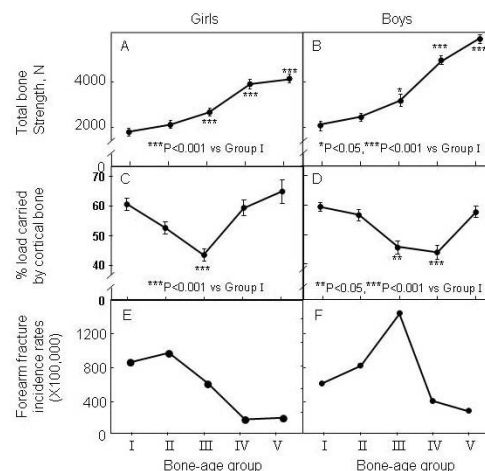 Girls
Boys
A
B
Total bone
Strength, N
4000
2000
0
***
***
***
*
***
***
***P<0.001 vs Group I
*P<0.05,***P<0.001 vs Group I
C
D
% load carried
by cortical bone
70
60
50
40
0
***
**
***
***P<0.001 vs Group I
**P<0.05,***P<0.001 vs Group I
E
F
Forearm fracture
incidence rates
(X100,000)
1200
800
400
0
I II III IV V
I II III IV V
Bone-age group
Bone-age group